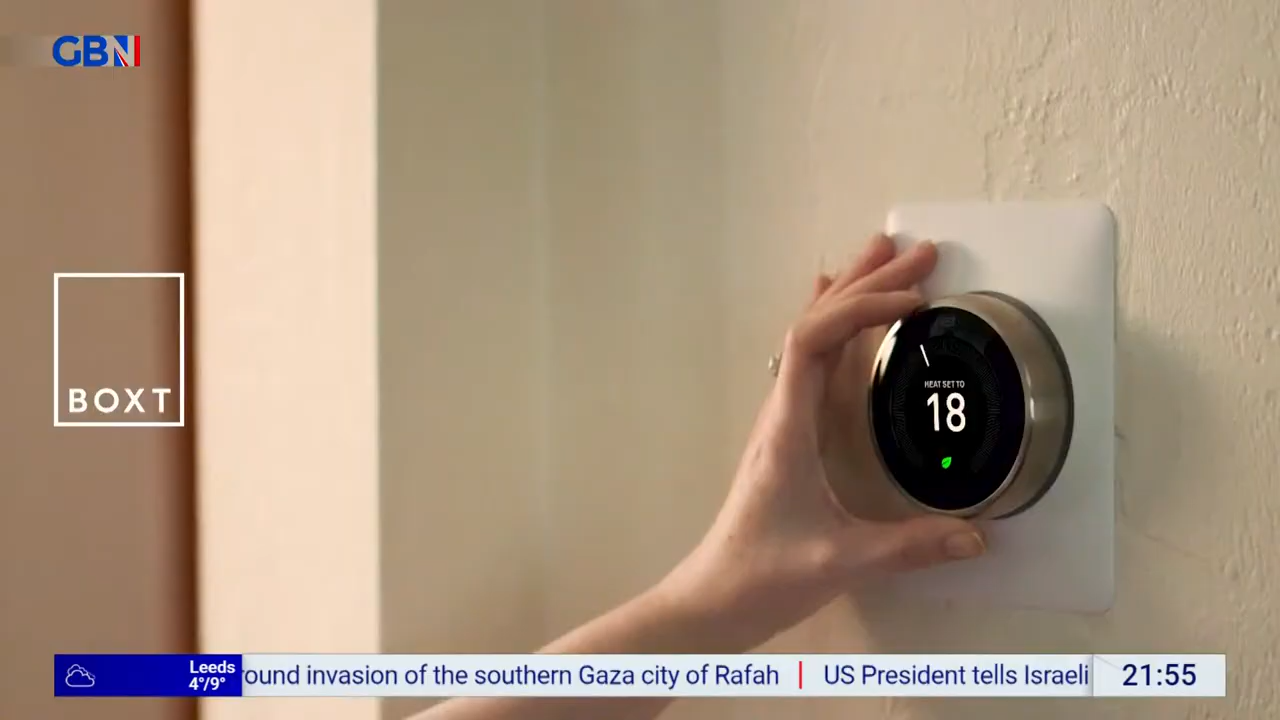 GBN
BOXT
HEAT SET TO
18
Leeds
4°/9°
round invasion of the southern Gaza city of Rafah | US President tells Israeli
21:55